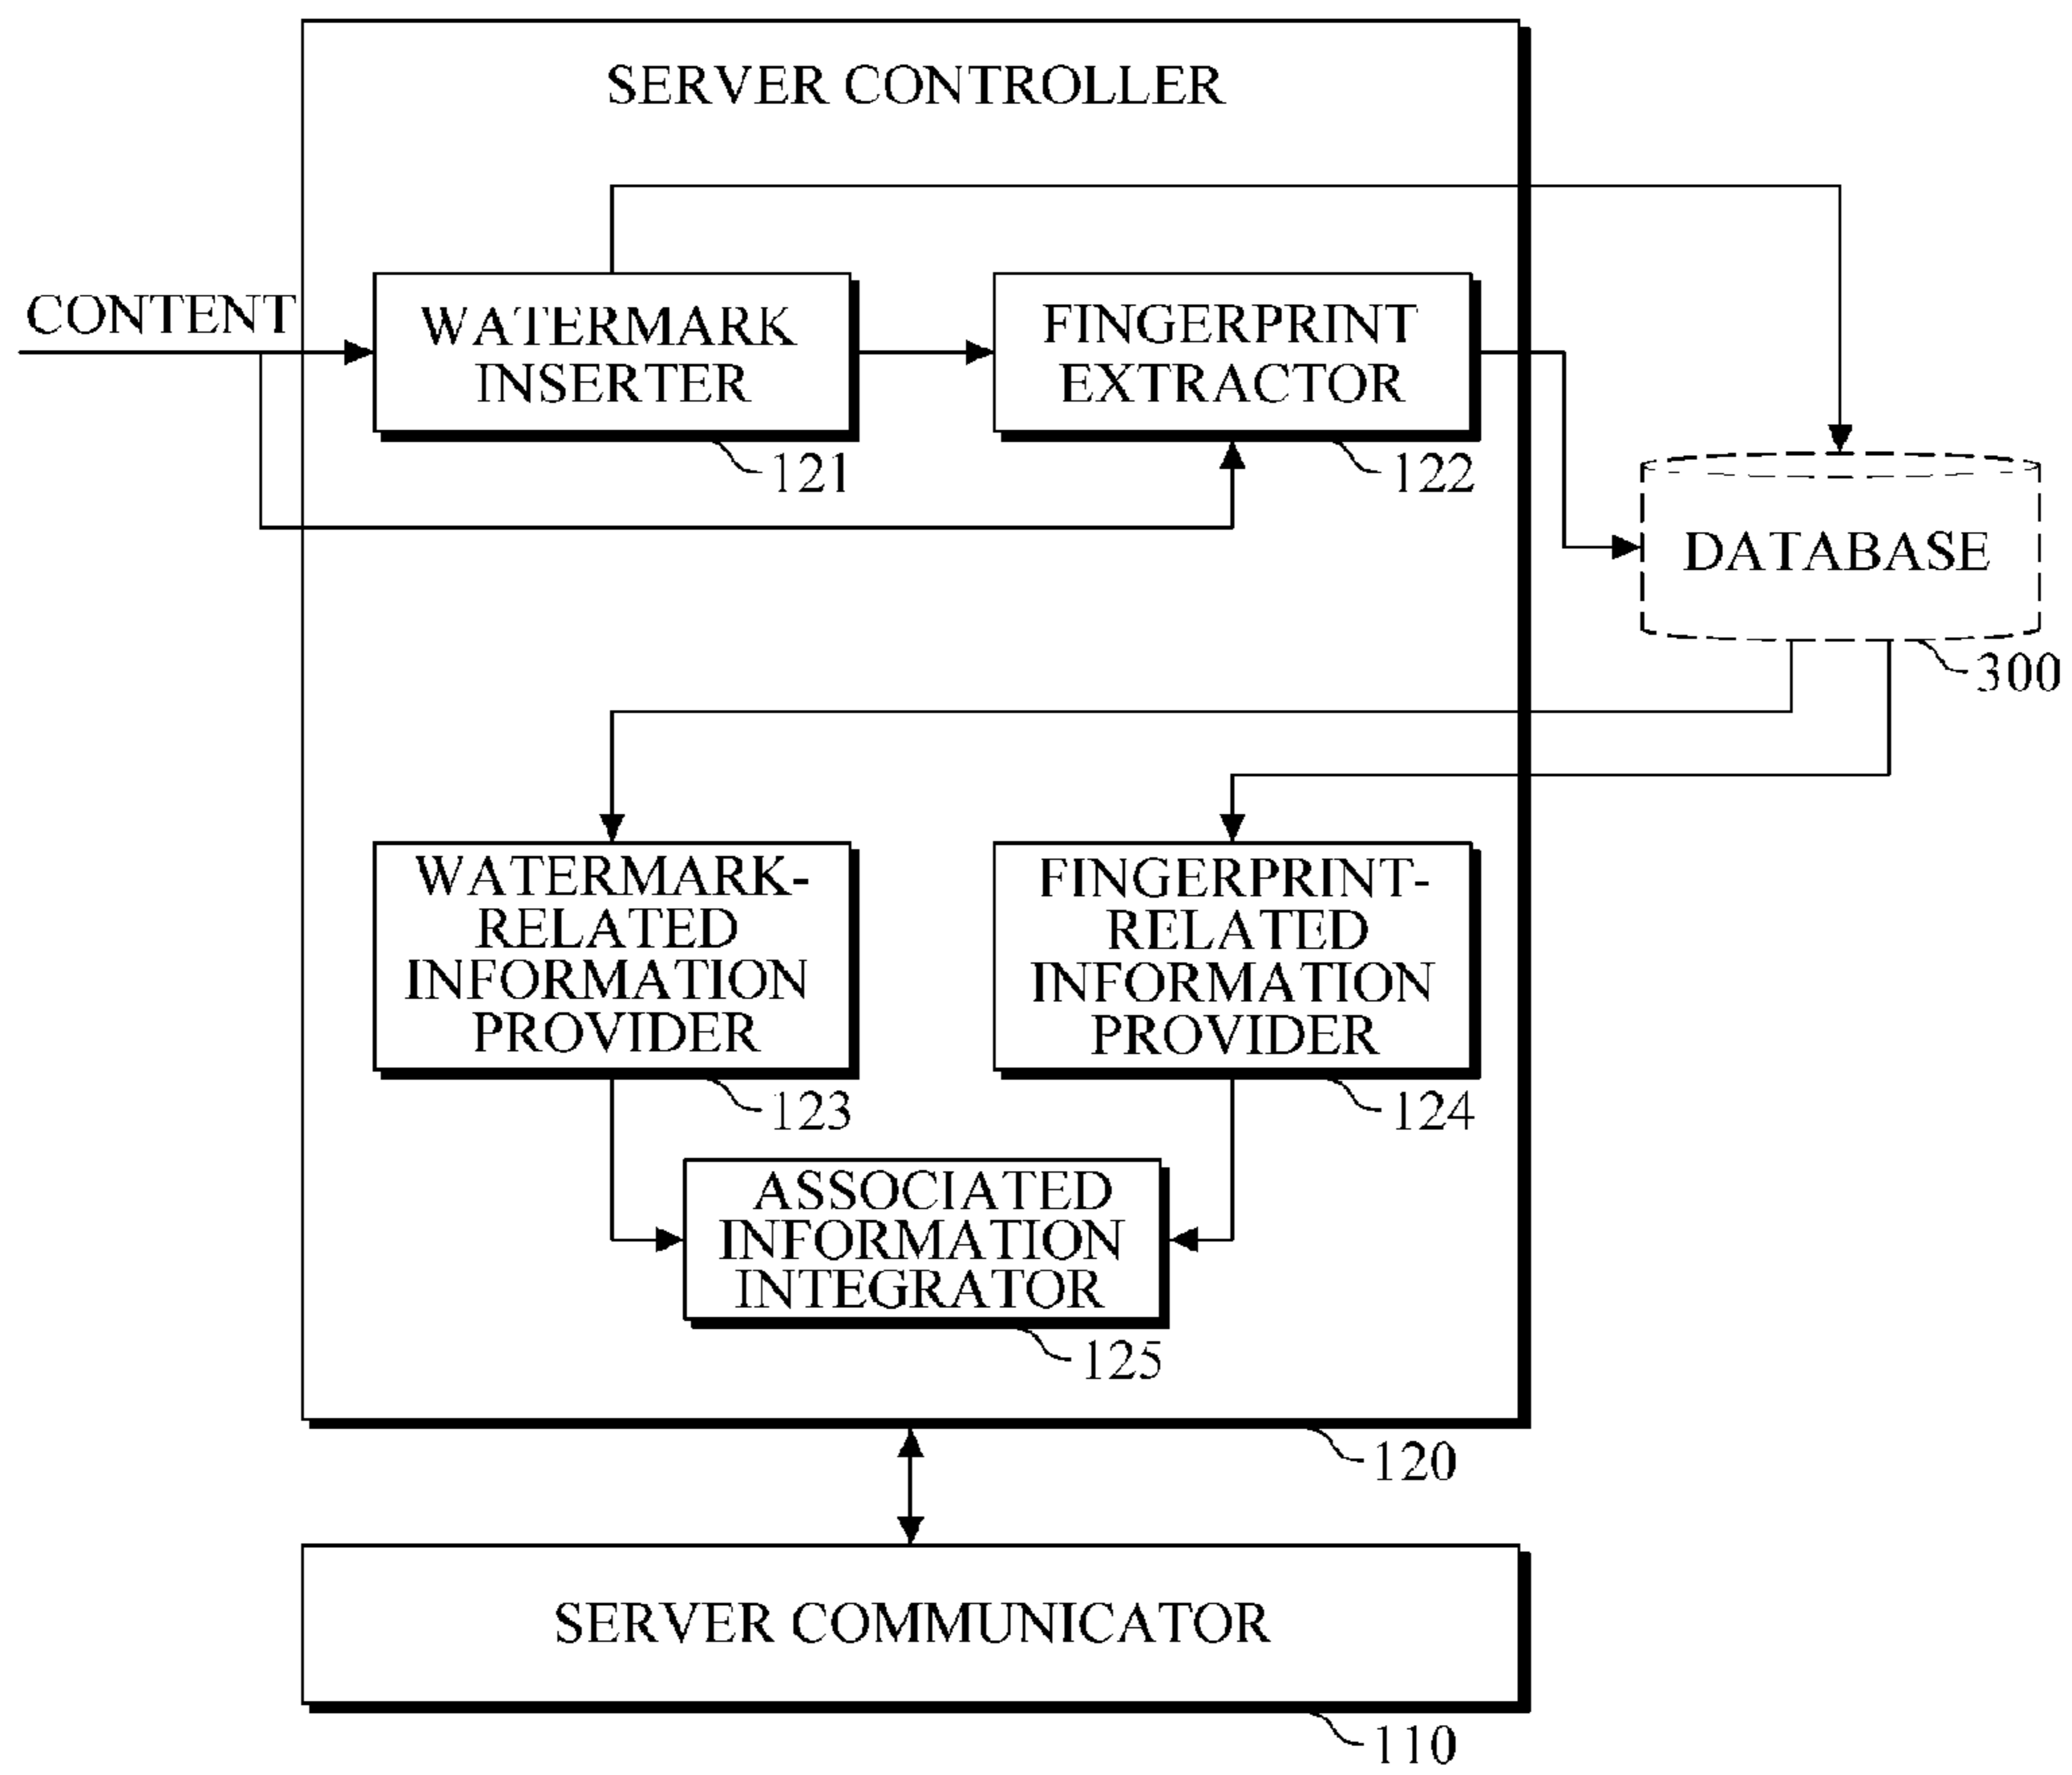 SERVER CONTROLLER
CONTENT
WATERMARK
INSERTER
FINGERPRINT
EXTRACTOR
121
122
DATABASE
300
WATERMARK-
RELATED
INFORMATION
PROVIDER
FINGERPRINT-
RELATED
INFORMATION
PROVIDER
123
124
ASSOCIATED
INFORMATION
INTEGRATOR
125
120
SERVER COMMUNICATOR
110